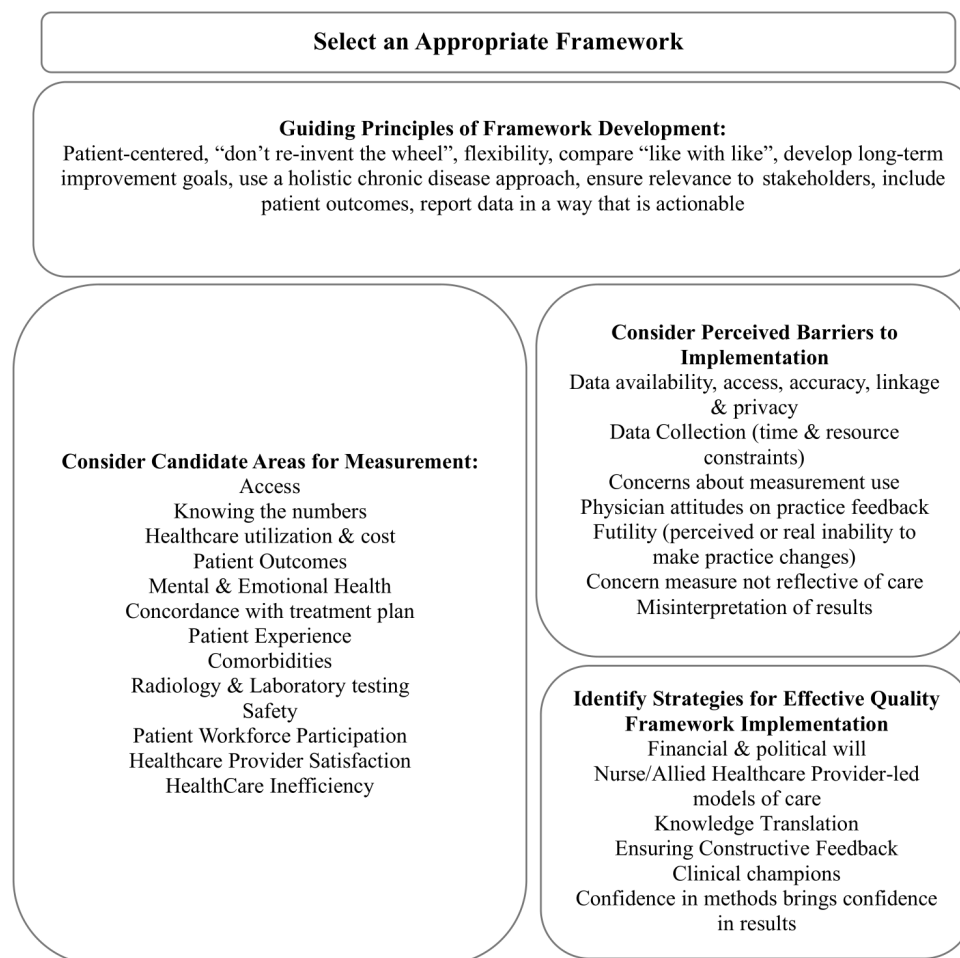 Select an Appropriate Framework
Guiding Principles of Framework Development:
Patient-centered, “don’t re-invent the wheel”, flexibility, compare “like with like”, develop long-term
improvement goals, use a holistic chronic disease approach, ensure relevance to stakeholders, include
patient outcomes, report data in a way that is actionable
Consider Candidate Areas for Measurement:
Access
Knowing the numbers
Healthcare utilization & cost
Patient Outcomes
Mental & Emotional Health
Concordance with treatment plan
Patient Experience
Comorbidities
Radiology & Laboratory testing
Safety
Patient Workforce Participation
Healthcare Provider Satisfaction
HealthCare Inefficiency
Consider Perceived Barriers to
Implementation
Data availability, access, accuracy, linkage
& privacy
Data Collection (time & resource
constraints)
Concerns about measurement use
Physician attitudes on practice feedback
Futility (perceived or real inability to
make practice changes)
Concern measure not reflective of care
Misinterpretation of results
Identify Strategies for Effective Quality
Framework Implementation
Financial & political will
Nurse/Allied Healthcare Provider-led
models of care
Knowledge Translation
Ensuring Constructive Feedback
Clinical champions
Confidence in methods brings confidence
in results